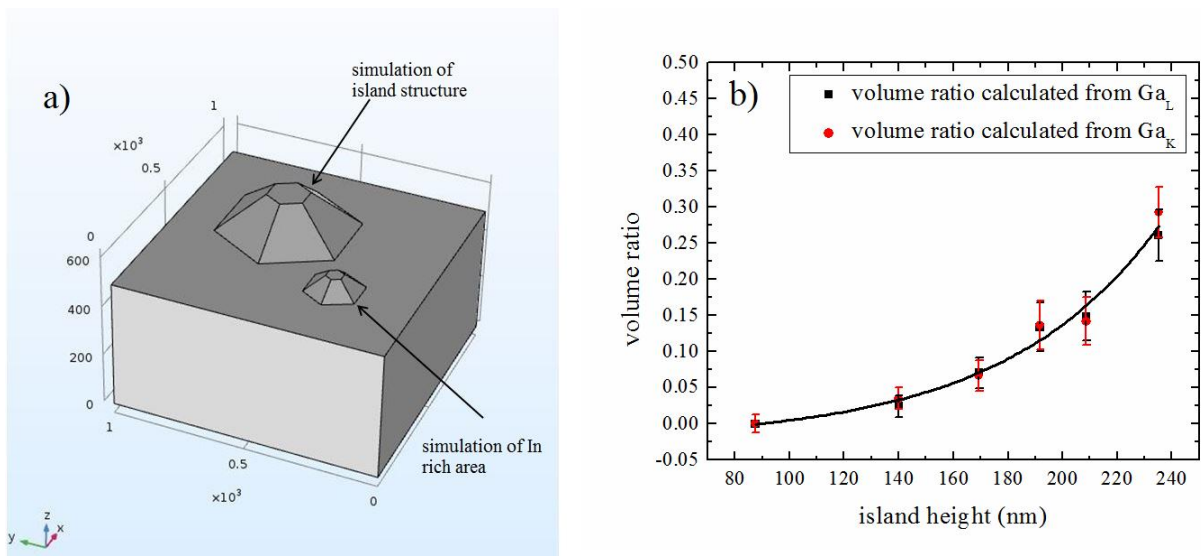 a)
simulation of
island structure
1
×10³
0.5
0
600
400
200
0
1
0.5
×10³
0
simulation of In
rich area
z
y
x
b)
volume ratio calculated from Ga_L
volume ratio calculated from Ga_K
0.50
0.45
0.40
0.35
0.30
0.25
0.20
0.15
0.10
0.05
0.00
-0.05
volume ratio
80 100 120 140 160 180 200 220 240
island height (nm)